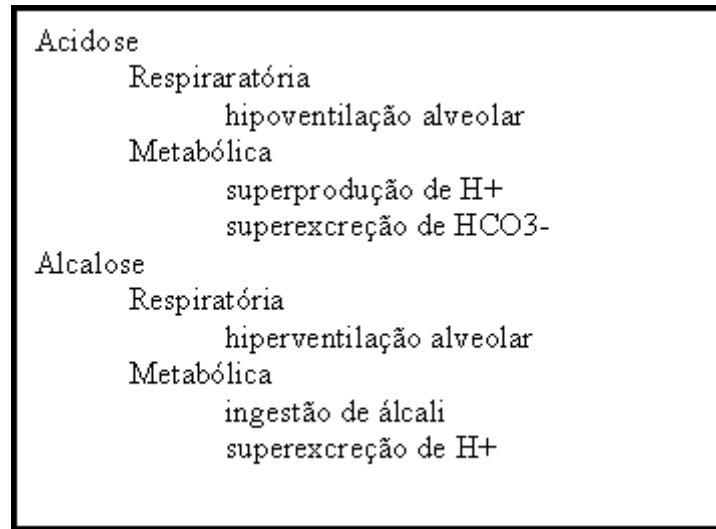 Acidose
Respiraratória
hipoventilação alveolar
Metabólica
superprodução de H+
superexcreção de HCO3-
Alcalose
Respiratória
hiperventilação alveolar
Metabólica
ingestão de álcali
superexcreção de H+